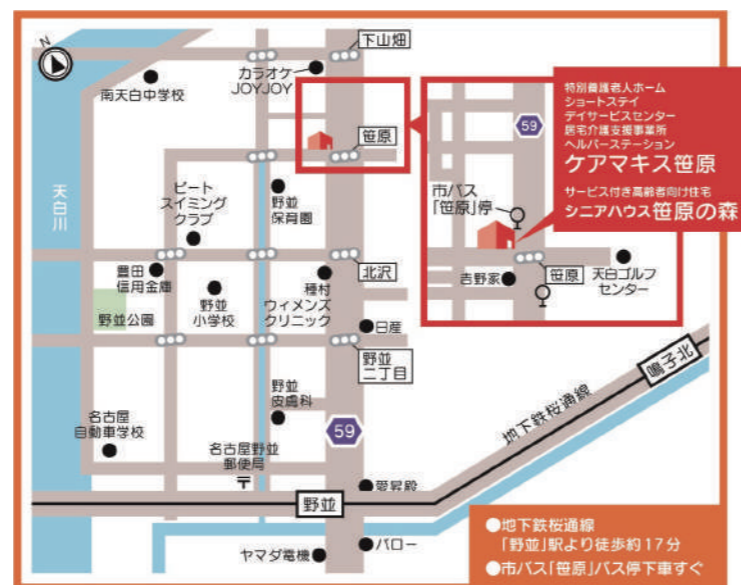 N
下山畑
カラオケ
JOYJOY
南天白中学校
笹原
天白川
ビート
スイミング
クラブ
野並
保育園
北沢
豊田
信用金庫
野並
小学校
種村
ウィメンズ
クリニック
野並公園
日産
野並
二丁目
野並
皮膚科
名古屋
自動車学校
59
名古屋野並
郵便局
〒
愛昇殿
野並
ヤマダ電機
バロー
地下鉄桜通線
鳴子北
特別養護老人ホーム
ショートステイ
デイサービスセンター
居宅介護支援事業所
ヘルパーステーション
ケアマキス笹原
サービス付き高齢者向け住宅
シニアハウス笹原の森
59
市バス
「笹原」停
吉野家
笹原
天白ゴルフ
センター
●地下鉄桜通線
「野並」駅より徒歩約17分
●市バス「笹原」バス停下車すぐ